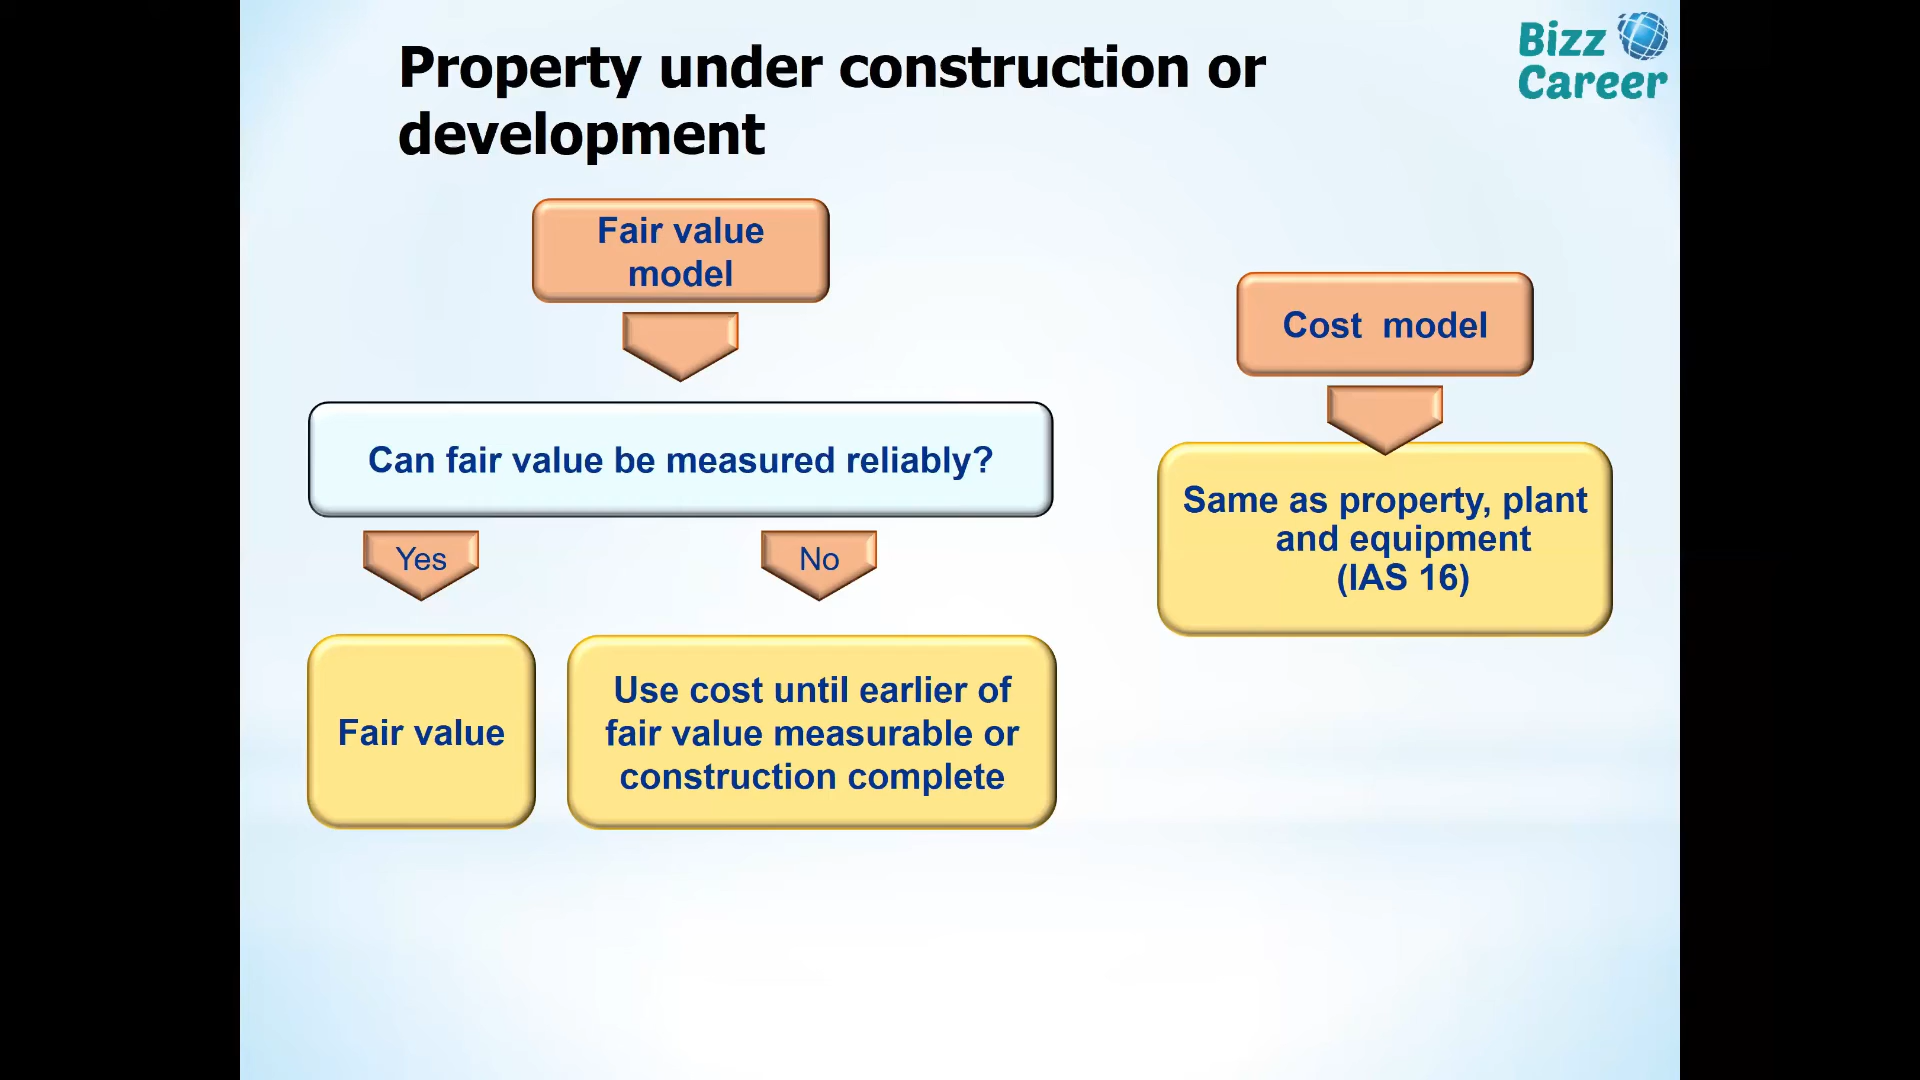 Property under construction or
development
Bizz
Career
Fair value
model
Can fair value be measured reliably?
Yes
No
Fair value
Use cost until earlier of
fair value measurable or
construction complete
Cost model
Same as property, plant
and equipment
(IAS 16)